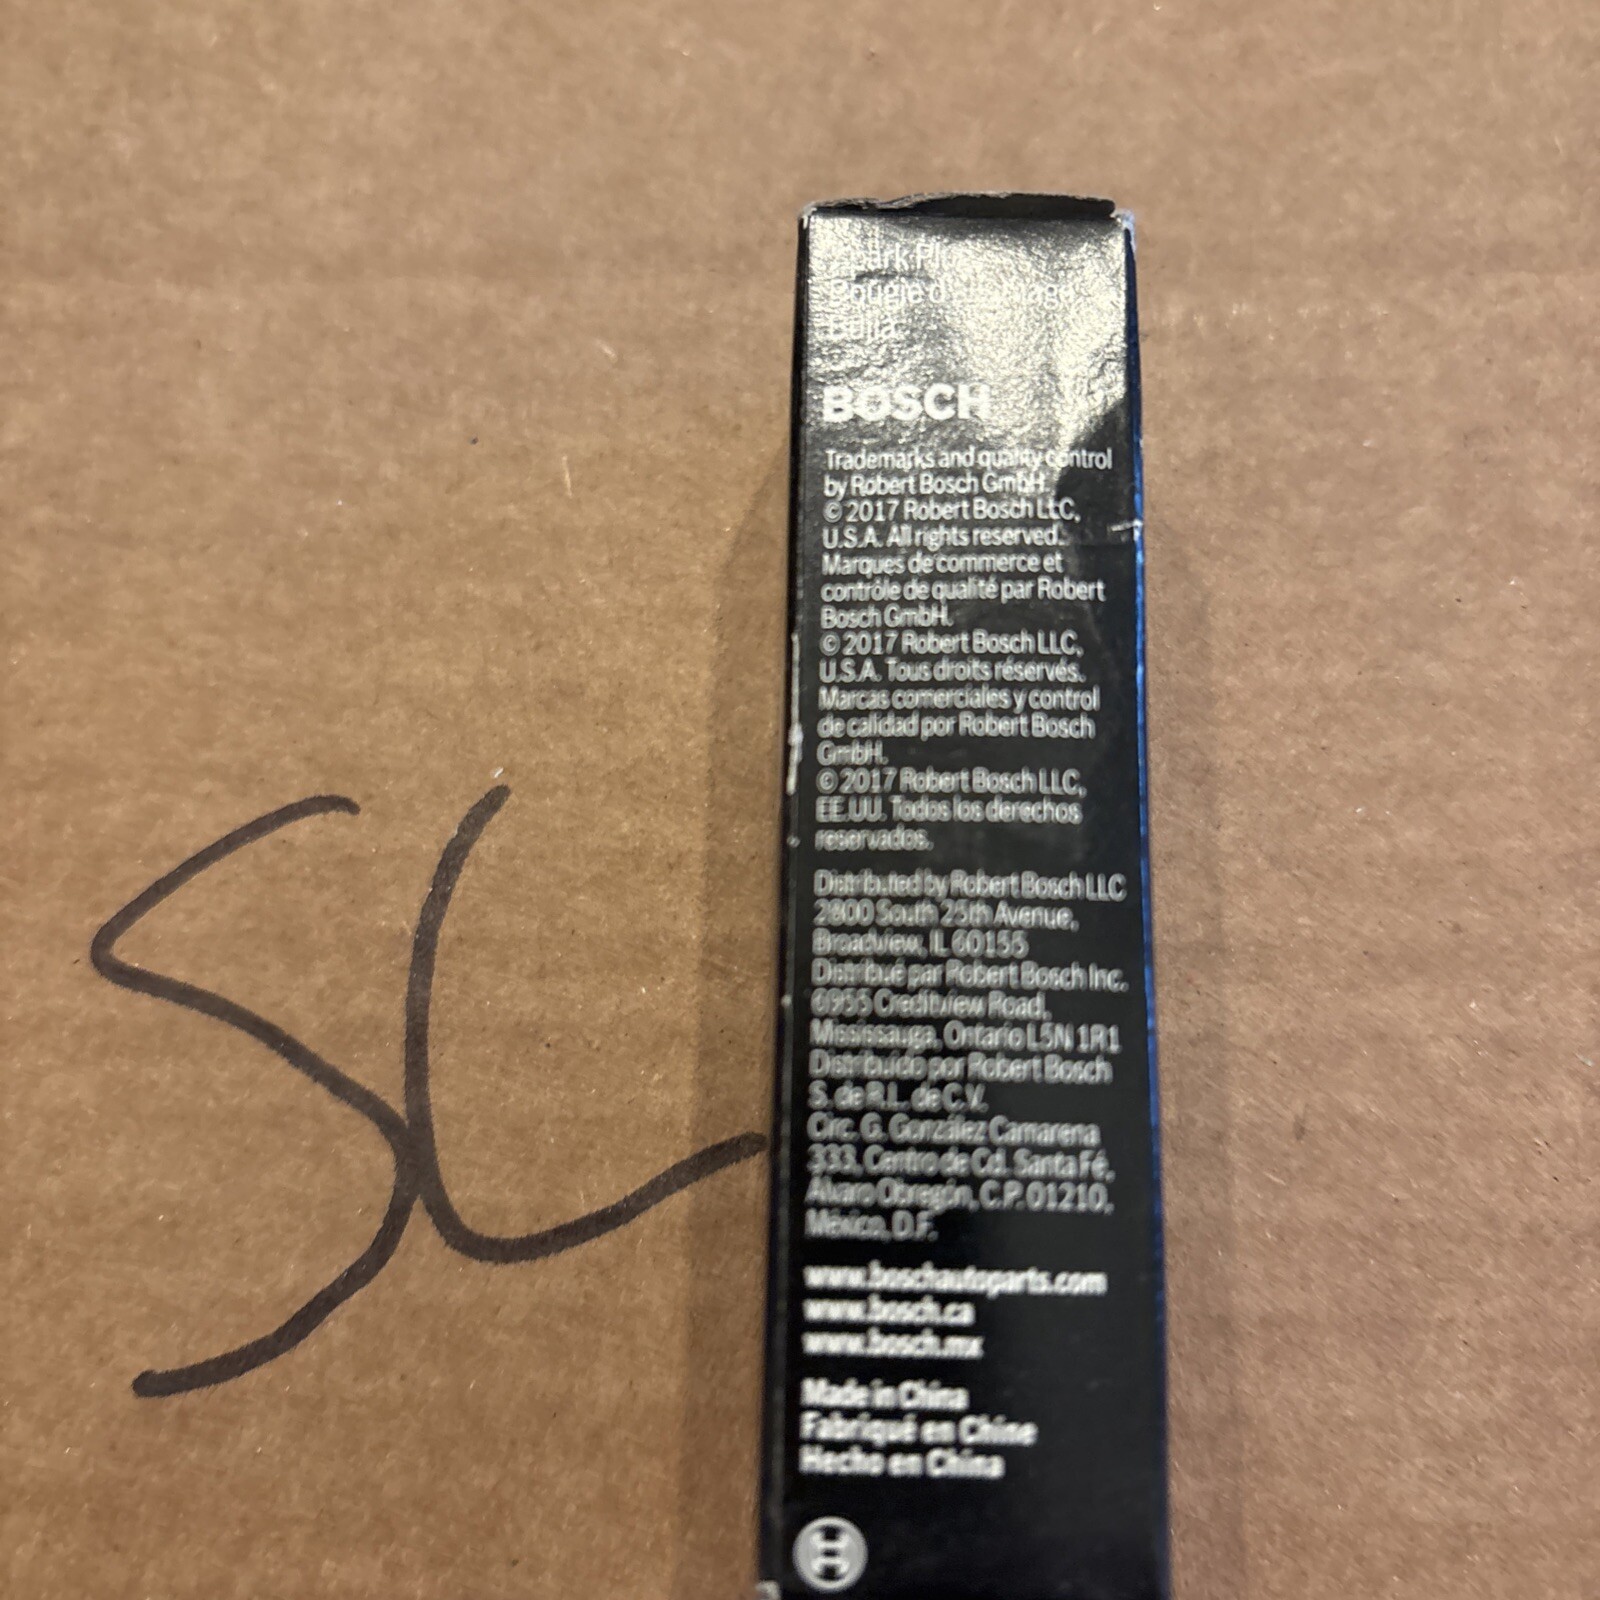 Spark Plug
Bougie d'allumage
Bujía
BOSCH
Trademarks and quality control
by Robert Bosch GmbH.
© 2017 Robert Bosch LLC,
U.S.A. All rights reserved.
Marques de commerce et
contrôle de qualité par Robert
Bosch GmbH.
© 2017 Robert Bosch LLC,
U.S.A. Tous droits réservés.
Marcas comerciales y control
de calidad por Robert Bosch
GmbH.
© 2017 Robert Bosch LLC,
EE.UU. Todos los derechos
reservados.
Distributed by Robert Bosch LLC
2800 South 25th Avenue,
Broadview, IL 60155
Distribué par Robert Bosch Inc.
6955 Creditview Road,
Mississauga, Ontario L5N 1R1
Distribuido por Robert Bosch
S. de R.L. de C.V.
Circ. G. González Camarena
333, Centro de Cd. Santa Fé,
Álvaro Obregón, C.P. 01210,
México, D.F.
www.boschautoparts.com
www.bosch.ca
www.bosch.mx
Made in China
Fabriqué en Chine
Hecho en China
SL